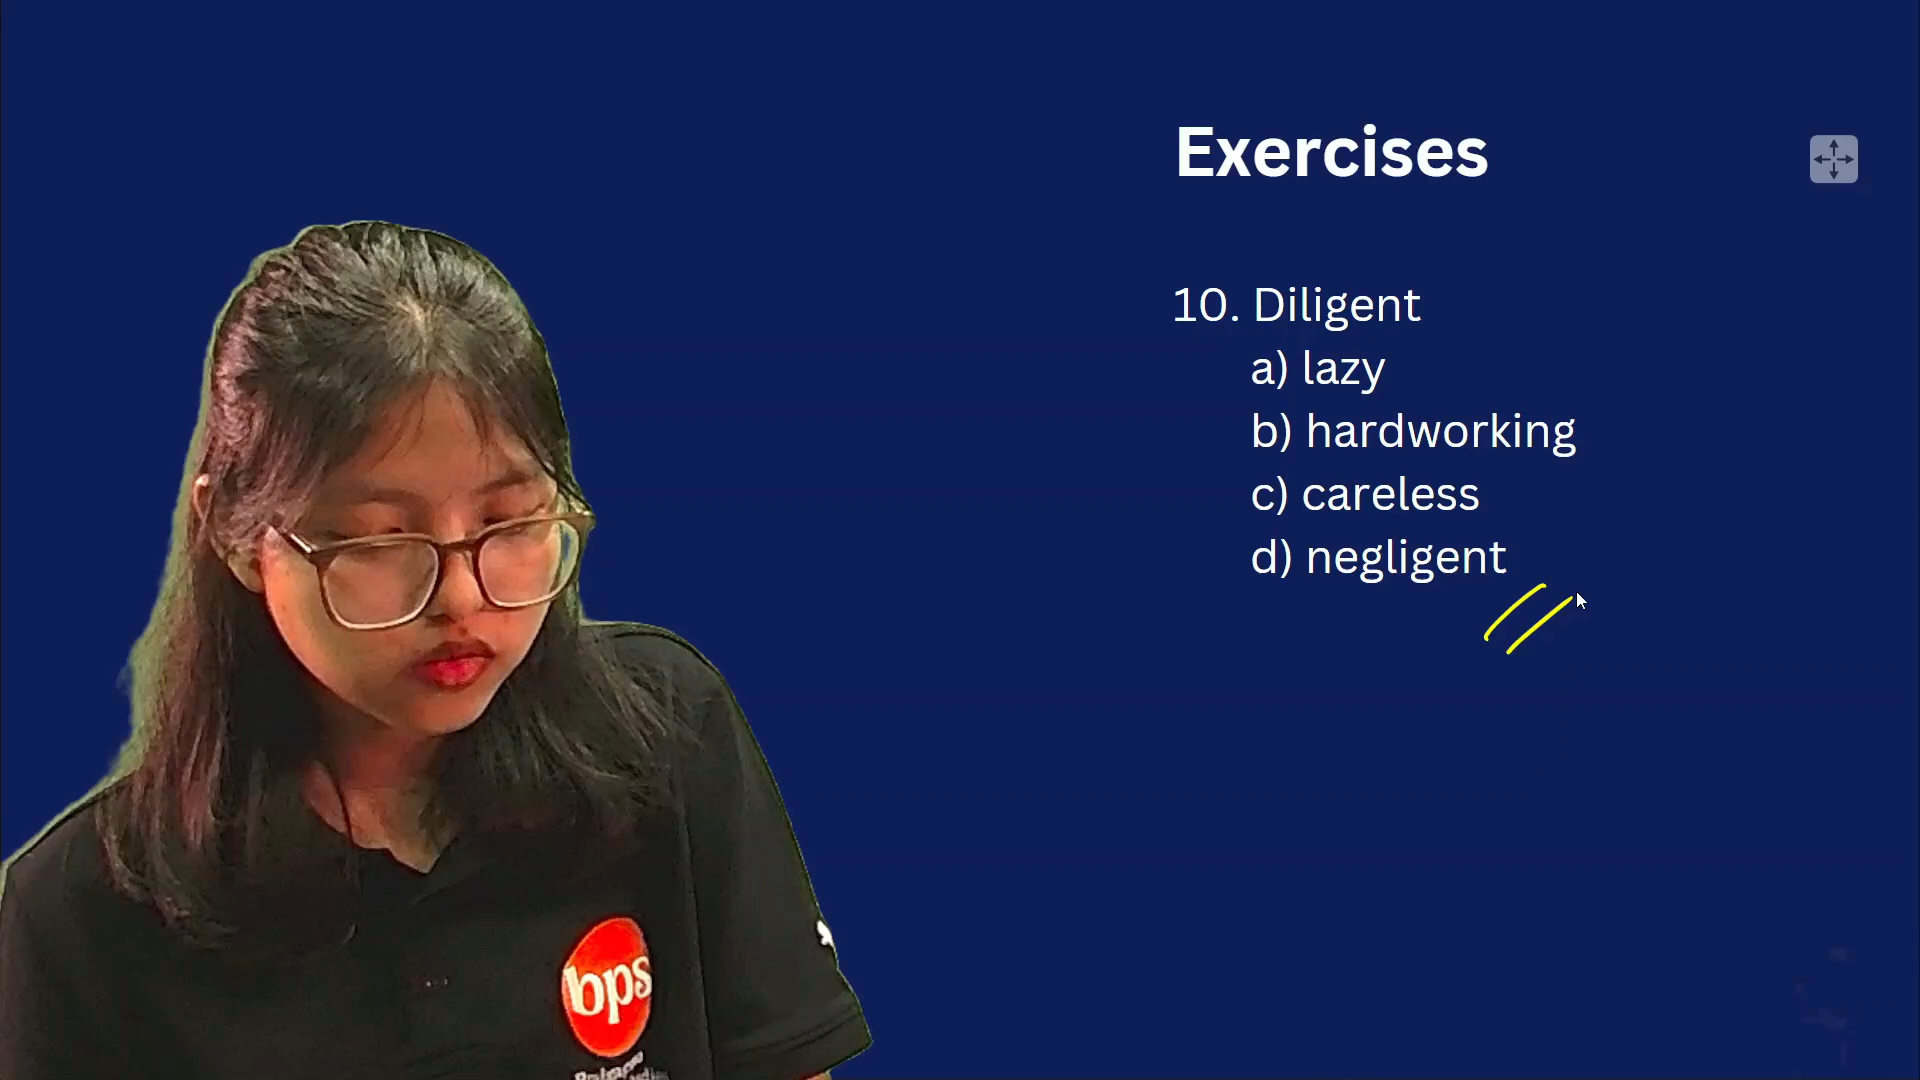 Exercises
10. Diligent
a) lazy
b) hardworking
c) careless
d) negligent
bps